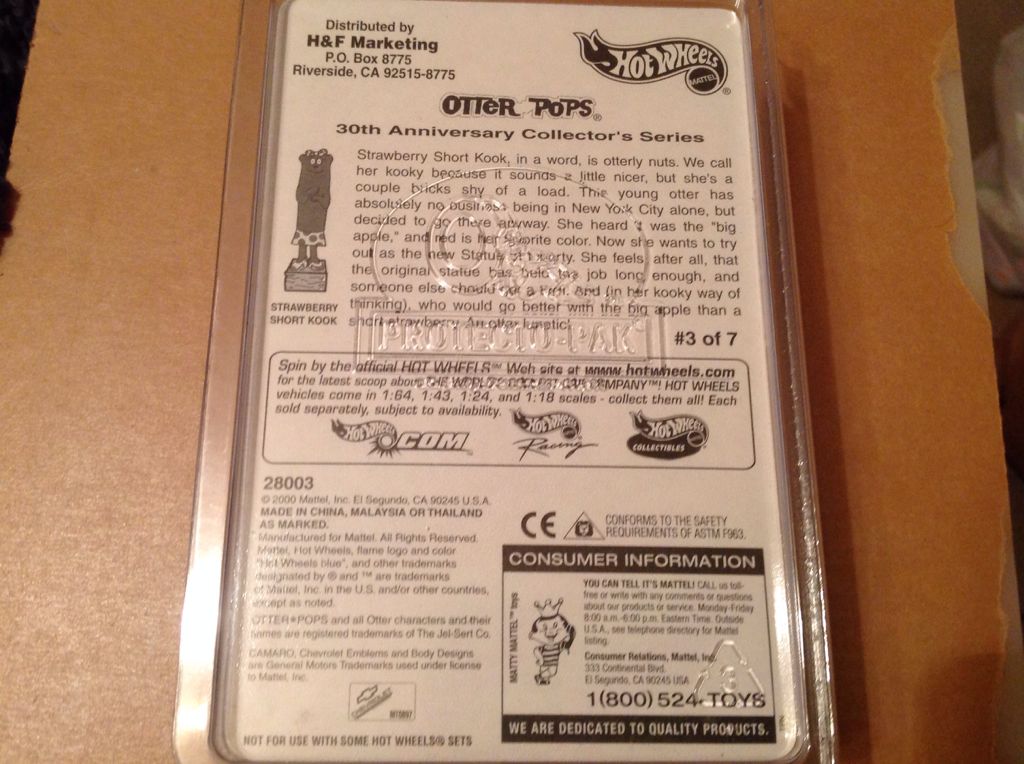 Distributed by
H&F Marketing
P.O. Box 8775
Riverside, CA 92515-8775
HOT WHEELS
MATTEL
®
OTTER POPS®
30th Anniversary Collector's Series
Strawberry Short Kook, in a word, is otterly nuts. We call
her kooky because it sounds a little nicer, but she's a
couple bricks shy of a load. This young otter has
absolutely no business being in New York City alone, but
decided to go there anyway. She heard it was the "big
apple," and red is her favorite color. Now she wants to try
out as the new Statue of Liberty. She feels, after all, that
the original statue has held the job long enough, and
someone else should get a turn. And (in her kooky way of
thinking), who would go better with the big apple than a
short strawberry. An otter lunatic!
STRAWBERRY
SHORT KOOK
#3 of 7
PROTECTO-PAK
Spin by the official HOT WHEELS™ Web site at www.hotwheels.com
for the latest scoop about THE WORLD'S COOLEST CAR COMPANY™! HOT WHEELS
vehicles come in 1:64, 1:43, 1:24, and 1:18 scales - collect them all! Each
sold separately, subject to availability.
HOT WHEELS .COM
HOT WHEELS Racing
HOT WHEELS COLLECTIBLES
28003
© 2000 Mattel, Inc. El Segundo, CA 90245 U.S.A.
MADE IN CHINA, MALAYSIA OR THAILAND
AS MARKED.
Manufactured for Mattel. All Rights Reserved.
Mattel, Hot Wheels, flame logo and color
"Hot Wheels blue", and other trademarks
designated by ® and ™ are trademarks
of Mattel, Inc. in the U.S. and/or other countries,
except as noted.
OTTER★POPS and all Otter characters and their
names are registered trademarks of The Jel-Sert Co.
CAMARO, Chevrolet Emblems and Body Designs
are General Motors Trademarks used under license
to Mattel, Inc.
NOT FOR USE WITH SOME HOT WHEELS® SETS
CE
CONFORMS TO THE SAFETY
REQUIREMENTS OF ASTM F963.
CONSUMER INFORMATION
MATTY MATTEL™ toys
YOU CAN TELL IT'S MATTEL! CALL us toll-
free or write with any comments or questions
about our products or service. Monday-Friday
8:00 a.m.-6:00 p.m. Eastern Time. Outside
U.S.A., see telephone directory for Mattel
listing.
Consumer Relations, Mattel, Inc.
333 Continental Blvd.
El Segundo, CA 90245 USA
1(800) 524-TOYS
WE ARE DEDICATED TO QUALITY PRODUCTS.